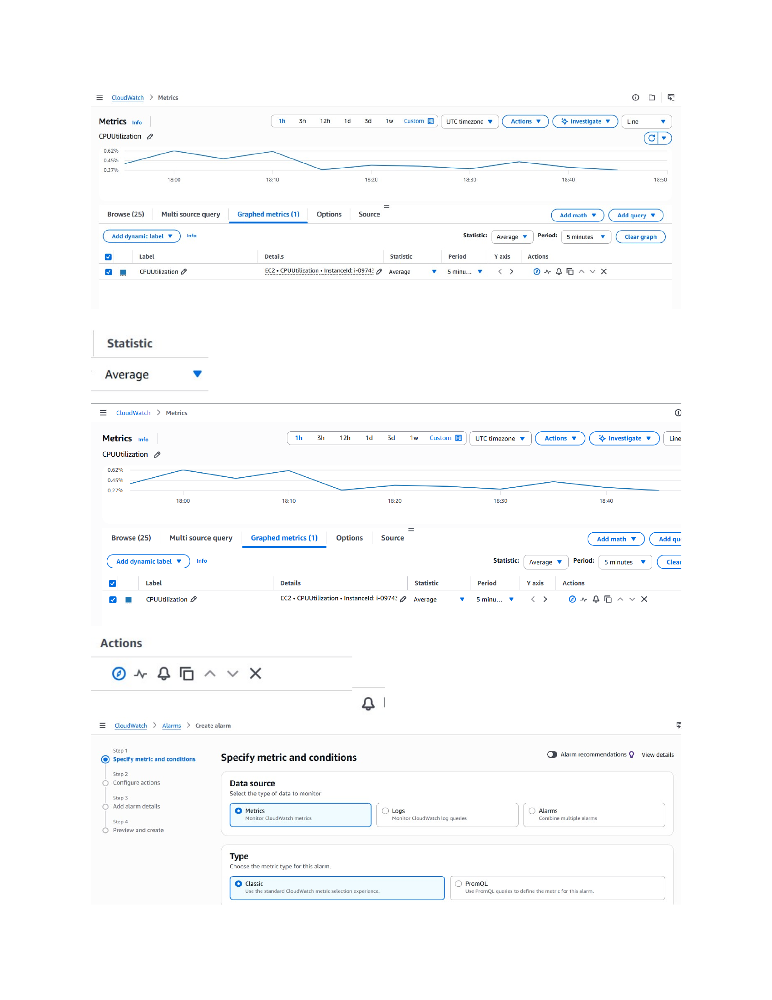 CloudWatch > Metrics
Metrics Info
1h 3h 12h 1d 3d 1w Custom UTC timezone Actions Investigate Line
CPUUtilization
0.62%
0.45%
0.27%
18:00 18:10 18:20 18:30 18:40 18:50
Browse (25) Multi source query Graphed metrics (1) Options Source Add math Add query
Add dynamic label Info Statistic: Average Period: 5 minutes Clear graph
Label Details Statistic Period Y axis Actions
CPUUtilization EC2 • CPUUtilization • InstanceId: i-0974 Average 5 minu...
Statistic
Average
CloudWatch > Metrics
Metrics Info
1h 3h 12h 1d 3d 1w Custom UTC timezone Actions Investigate Line
CPUUtilization
0.62%
0.45%
0.27%
18:00 18:10 18:20 18:30 18:40
Browse (25) Multi source query Graphed metrics (1) Options Source Add math Add qu
Add dynamic label Info Statistic: Average Period: 5 minutes Clear
Label Details Statistic Period Y axis Actions
CPUUtilization EC2 • CPUUtilization • InstanceId: i-0974 Average 5 minu...
Actions
CloudWatch > Alarms > Create alarm
Step 1
Specify metric and conditions
Step 2
Configure actions
Step 3
Add alarm details
Step 4
Preview and create
Specify metric and conditions
Alarm recommendations View details
Data source
Select the type of data to monitor
Metrics
Monitor CloudWatch metrics
Logs
Monitor CloudWatch log queries
Alarms
Combine multiple alarms
Type
Choose the metric type for this alarm.
Classic
Use the standard CloudWatch metric selection experience.
PromQL
Use PromQL queries to define the metric for this alarm.